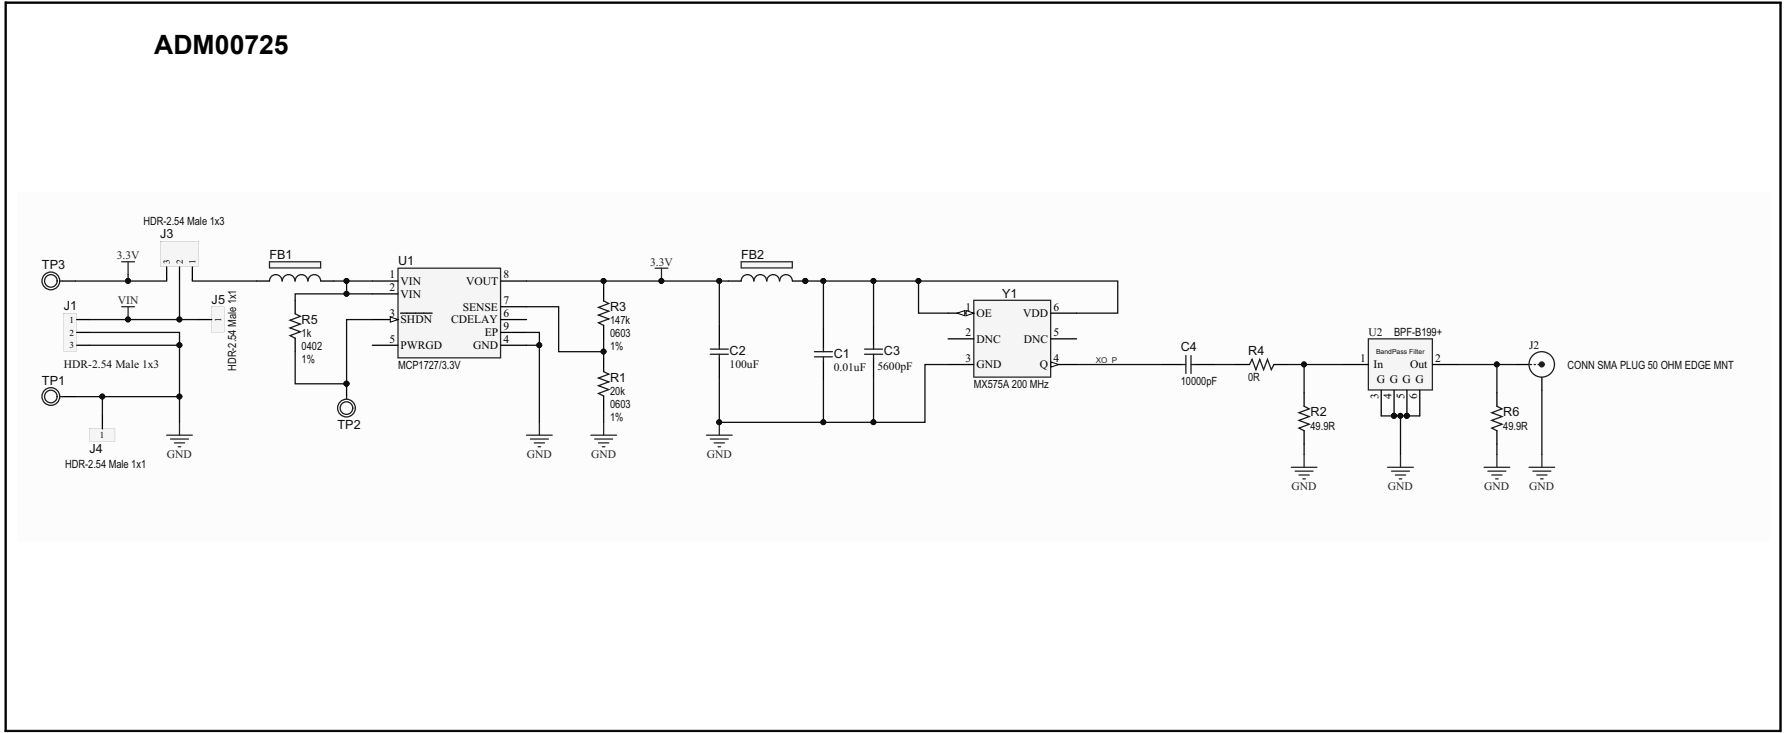 ADM00725
HDR-2.54 Male 1x3
J3
3
2
1
TP3
3.3V
J1
1
2
3
VIN
J5
1
HDR-2.54 Male 1x1
HDR-2.54 Male 1x3
TP1
1
J4
HDR-2.54 Male 1x1
GND
FB1
R5
1k
0402
1%
TP2
U1
1 VIN
2 VIN
3 SHDN
5 PWRGD
VOUT 8
SENSE 7
CDELAY 6
EP 9
GND 4
MCP1727/3.3V
GND
R3
147k
0603
1%
R1
20k
0603
1%
GND
3.3V
C2
100uF
GND
FB2
C1
0.01uF
C3
5600pF
Y1
1 OE
2 DNC
3 GND
VDD 6
DNC 5
Q 4
MX575A 200 MHz
XO_P
C4
10000pF
R4
0R
R2
49.9R
GND
U2 BPF-B199+
BandPass Filter
1 In Out 2
G G G G
3 4 5 6
GND
R6
49.9R
GND
J2
CONN SMA PLUG 50 OHM EDGE MNT
GND